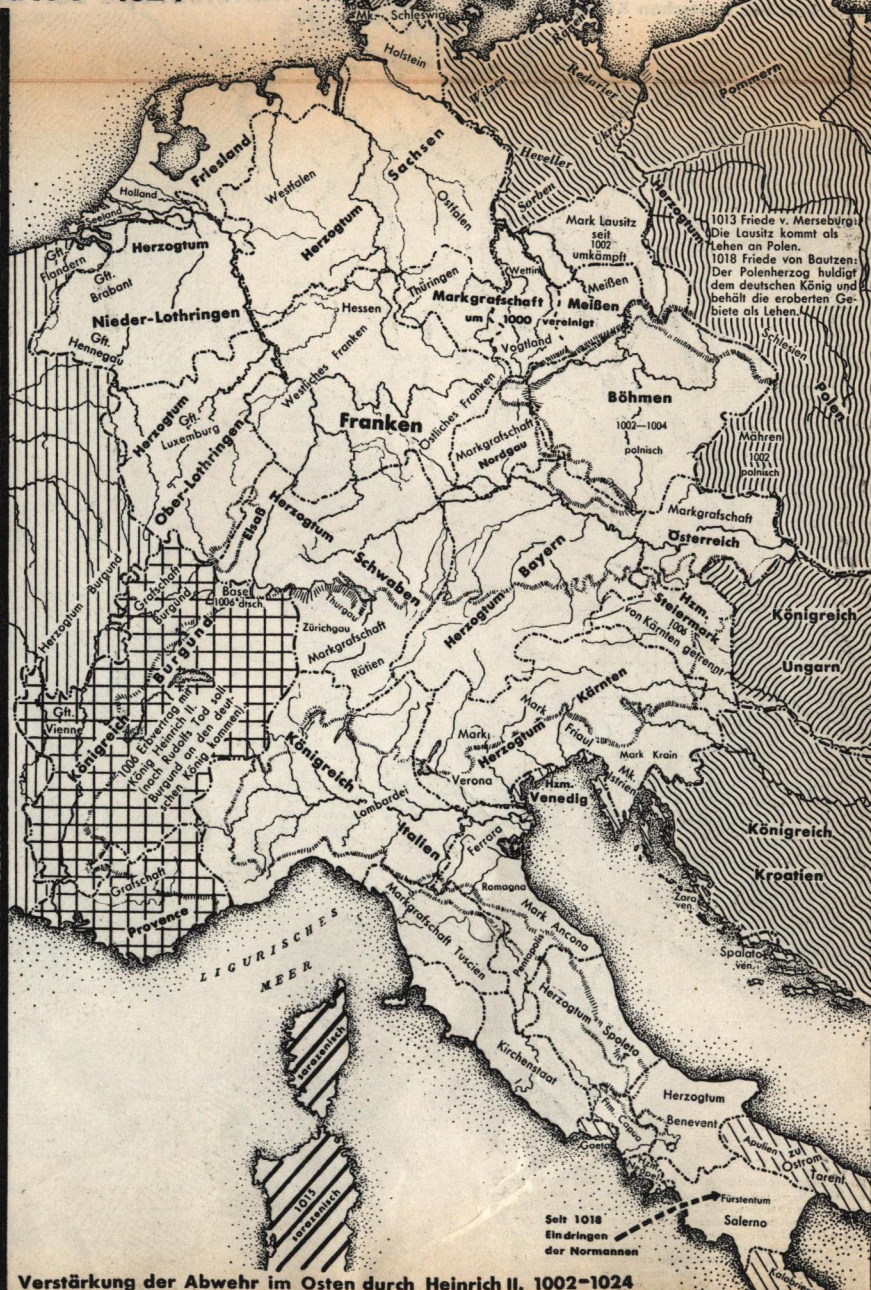 Mk. Schleswig
Holstein
Wilzen
Redarier
Pommern
Friesland
Westfalen
Sachsen
Ostfalen
Heveller
Sorben
Holland
Seeland
Herzogtum
Herzogtum
Herzogtum
Mark Lausitz
seit
1002
umkämpft
1013 Friede v. Merseburg:
Die Lausitz kommt als
Lehen an Polen.
1018 Friede von Bautzen:
Der Polenherzog huldigt
dem deutschen König und
behält die eroberten Ge-
biete als Lehen.
Gft.
Flandern
Gft.
Brabant
Nieder-Lothringen
Gft.
Hennegau
Thüringen
Wettin
Meißen
Hessen
Markgrafschaft
Meißen
um 1000 vereinigt
Vogtland
Schlesien
Polen
Westliches Franken
Franken
Östliches Franken
Markgrafschaft
Nordgau
Böhmen
1002—1004
polnisch
Mähren
1002
polnisch
Herzogtum
Gft.
Luxemburg
Ober-Lothringen
Elsaß
Herzogtum
Schwaben
Herzogtum Bayern
Markgrafschaft
Österreich
Herzogtum Burgund
Grafschaft
Burgund
Basel
1006 dtsch.
Thurgau
Zürichgau
Markgrafschaft
Rätien
Hzm.
Steiermark
1006
von Kärnten getrennt
Königreich
Ungarn
Gft.
Vienne
Königreich Burgund
1006 Erbvertrag mit
König Heinrich II.
(nach Rudolfs Tod soll
Burgund an den deut-
schen König kommen).
Königreich
Italien
Lombardei
Mark
Verona
Herzogtum Kärnten
Mark
Friaul
Mark Krain
Mk.
Istrien
Hzm.
Venedig
Königreich
Kroatien
Grafschaft
Provence
Ferrara
Romagna
Mark Ancona
Markgrafschaft Tuscien
Pentapolis
Zara
ven.
Spalato
ven.
LIGURISCHES
MEER
Herzogtum Spoleto
Kirchenstaat
sarazenisch
1015
sarazenisch
Herzogtum
Benevent
Frm. Capua
Gaeta
Apulien zu
Ostrom
Tarent
Fürstentum
Salerno
Seit 1018
Eindringen
der Normannen
Kalabrien
Verstärkung der Abwehr im Osten durch Heinrich II. 1002-1024